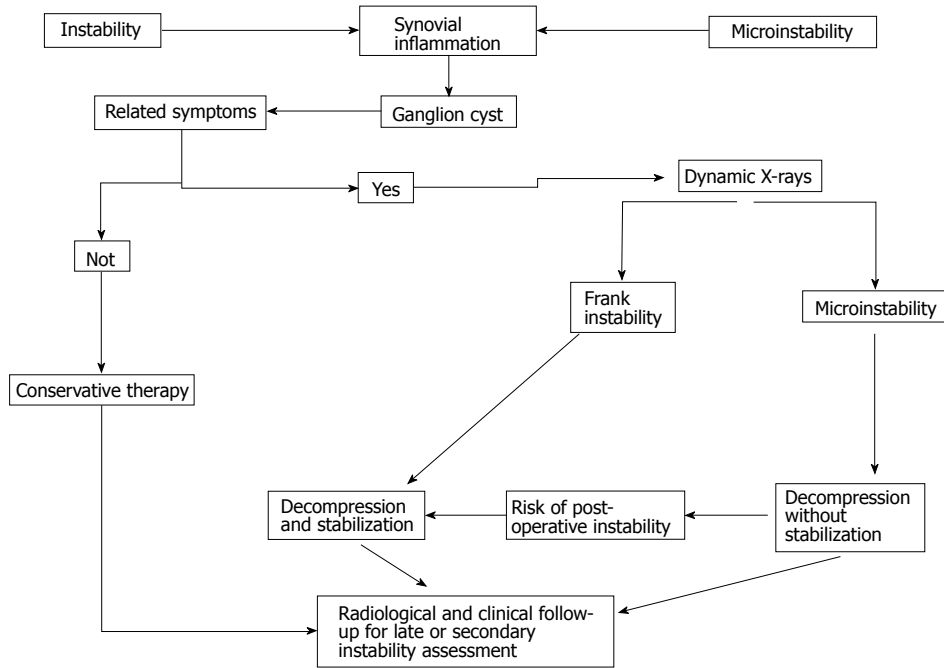 Instability
Synovial
inflammation
Microinstability
Related symptoms
Ganglion cyst
Yes
Dynamic X-rays
Not
Frank
instability
Microinstability
Conservative therapy
Decompression
and stabilization
Risk of post-
operative instability
Decompression
without
stabilization
Radiological and clinical follow-
up for late or secondary
instability assessment